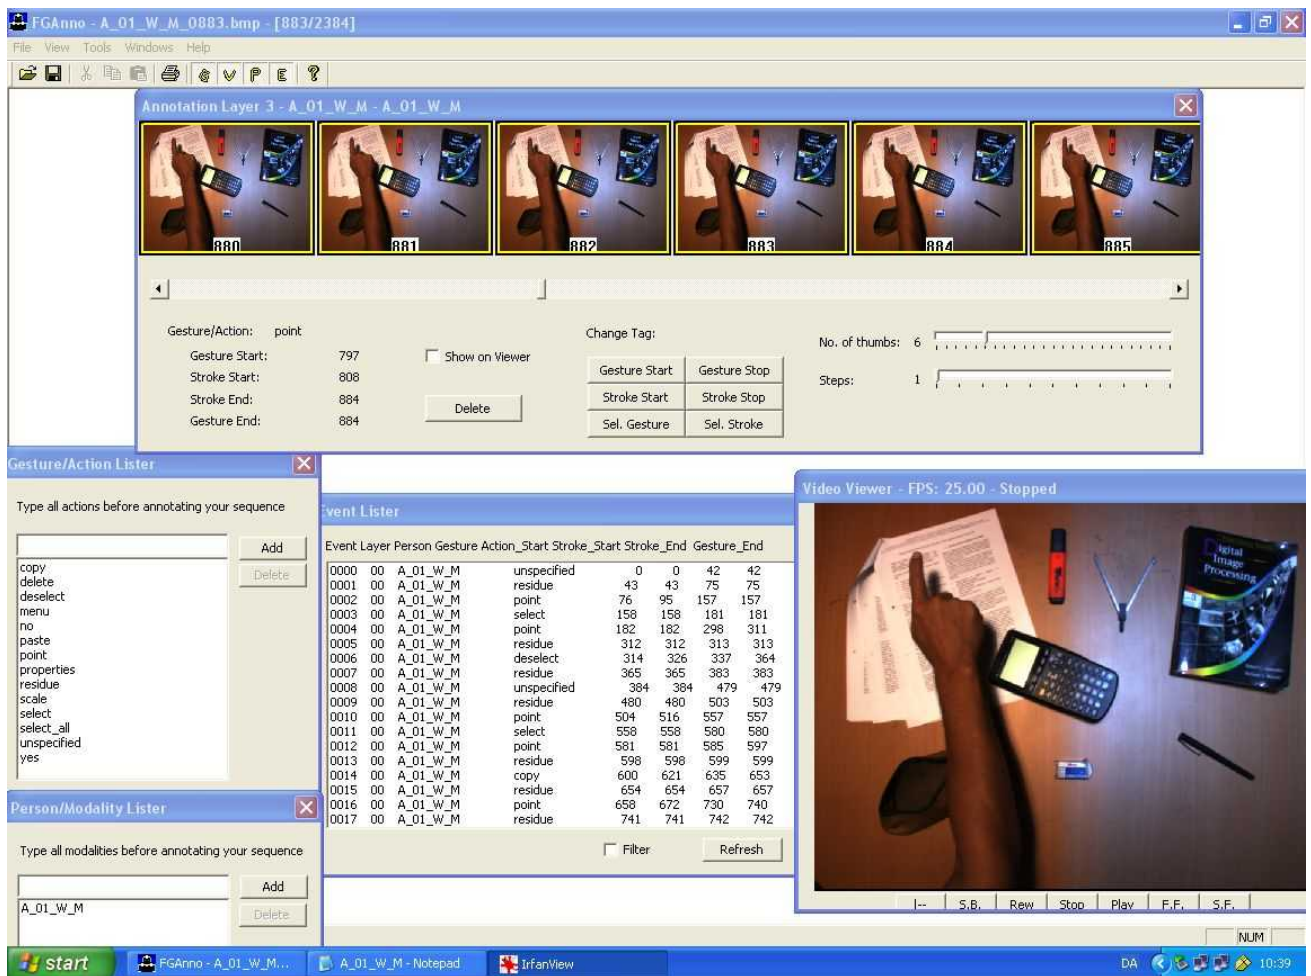 FGAnno - A_01_W_M_0883.bmp - [883/2384]
File View Tools Windows Help
Annotation Layer 3 - A_01_W_M - A_01_W_M
880 881 882 883 884 885
Gesture/Action: point
Gesture Start: 797
Stroke Start: 808
Stroke End: 884
Gesture End: 884
Show on Viewer
Delete
Change Tag:
Gesture Start Gesture Stop
Stroke Start Stroke Stop
Sel. Gesture Sel. Stroke
No. of thumbs: 6
Steps: 1
Gesture/Action Lister
Type all actions before annotating your sequence
Add
Delete
copy
delete
deselect
menu
no
paste
point
properties
residue
scale
select
select_all
unspecified
yes
Person/Modality Lister
Type all modalities before annotating your sequence
Add
Delete
A_01_W_M
Event Lister
Event Layer Person Gesture Action_Start Stroke_Start Stroke_End Gesture_End
0000 00 A_01_W_M unspecified 0 0 42 42
0001 00 A_01_W_M residue 43 43 75 75
0002 00 A_01_W_M point 76 95 157 157
0003 00 A_01_W_M select 158 158 181 181
0004 00 A_01_W_M point 182 182 298 311
0005 00 A_01_W_M residue 312 312 313 313
0006 00 A_01_W_M deselect 314 326 337 364
0007 00 A_01_W_M residue 365 365 383 383
0008 00 A_01_W_M unspecified 384 384 479 479
0009 00 A_01_W_M residue 480 480 503 503
0010 00 A_01_W_M point 504 516 557 557
0011 00 A_01_W_M select 558 558 580 580
0012 00 A_01_W_M point 581 581 585 597
0013 00 A_01_W_M residue 598 598 599 599
0014 00 A_01_W_M copy 600 621 635 653
0015 00 A_01_W_M residue 654 654 657 657
0016 00 A_01_W_M point 658 672 730 740
0017 00 A_01_W_M residue 741 741 742 742
Filter
Refresh
Video Viewer - FPS: 25.00 - Stopped
Digital
Image
Processing
|-- S.B. Rew Stop Play F.F. S.F.
NUM
start FGAnno - A_01_W_M... A_01_W_M - Notepad IrfanView DA 10:39